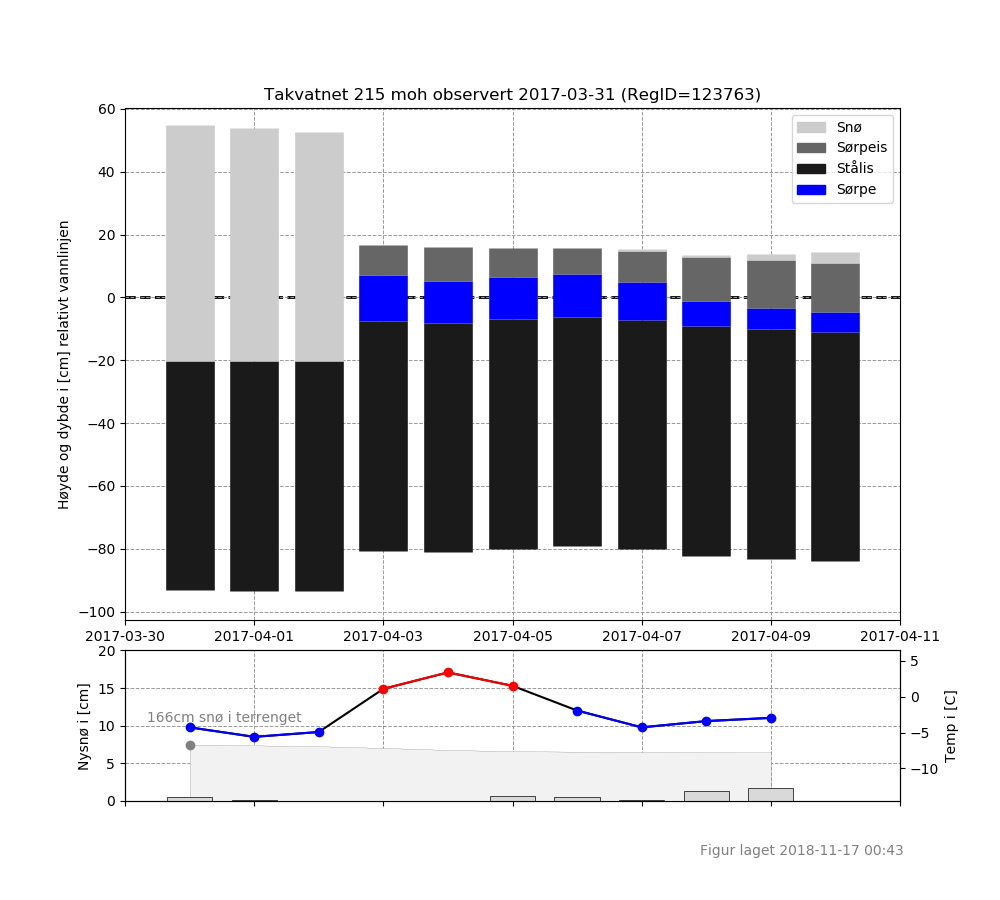 Takvatnet 215 moh observert 2017-03-31 (RegID=123763)
Høyde og dybde i [cm] relativt vannlinjen
60
40
20
0
−20
−40
−60
−80
−100
Snø
Sørpeis
Stålis
Sørpe
2017-03-30 2017-04-01 2017-04-03 2017-04-05 2017-04-07 2017-04-09 2017-04-11
Nysnø i [cm]
20
15
10
5
0
166cm snø i terrenget
5
0
−5
−10
Temp i [C]
Figur laget 2018-11-17 00:43